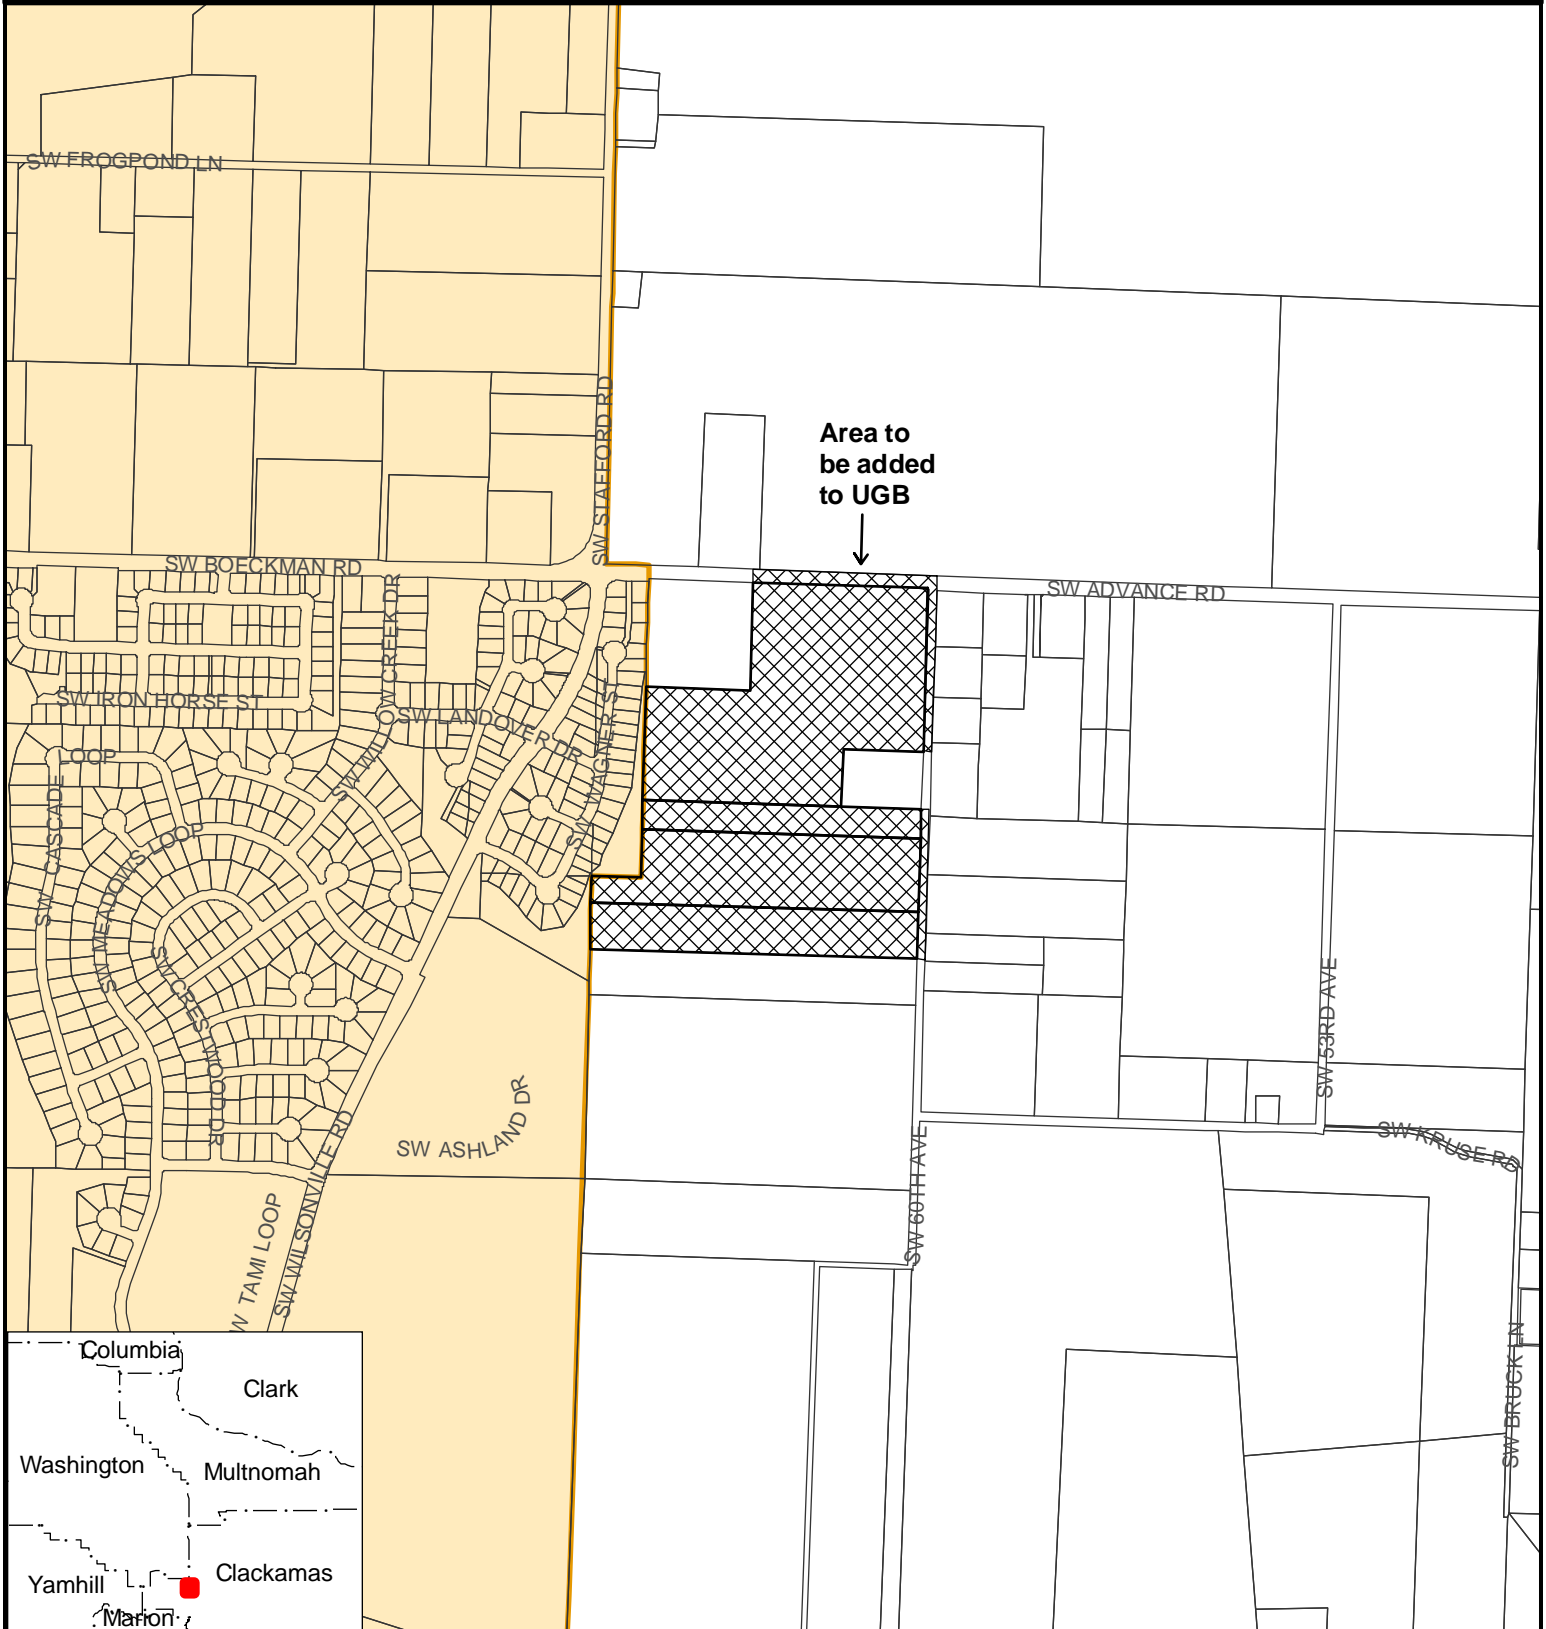 SW FROGPOND LN
SW STAFFORD RD
Area to
be added
to UGB
SW BOECKMAN RD
SW ADVANCE RD
SW WILLOW CREEK DR
SW IRON HORSE ST
SW LANDOVER DR
SW WAGNER ST
SW CASCADE LOOP
SW MEADOWS LOOP
SW CRESTWOOD DR
SW 53RD AVE
SW ASHLAND DR
SW KRUSE RD
SW 60TH AVE
SW WILSONVILLE RD
W TAMI LOOP
SW BRUCK LN
Columbia
Clark
Washington
Multnomah
Yamhill
Clackamas
Marion